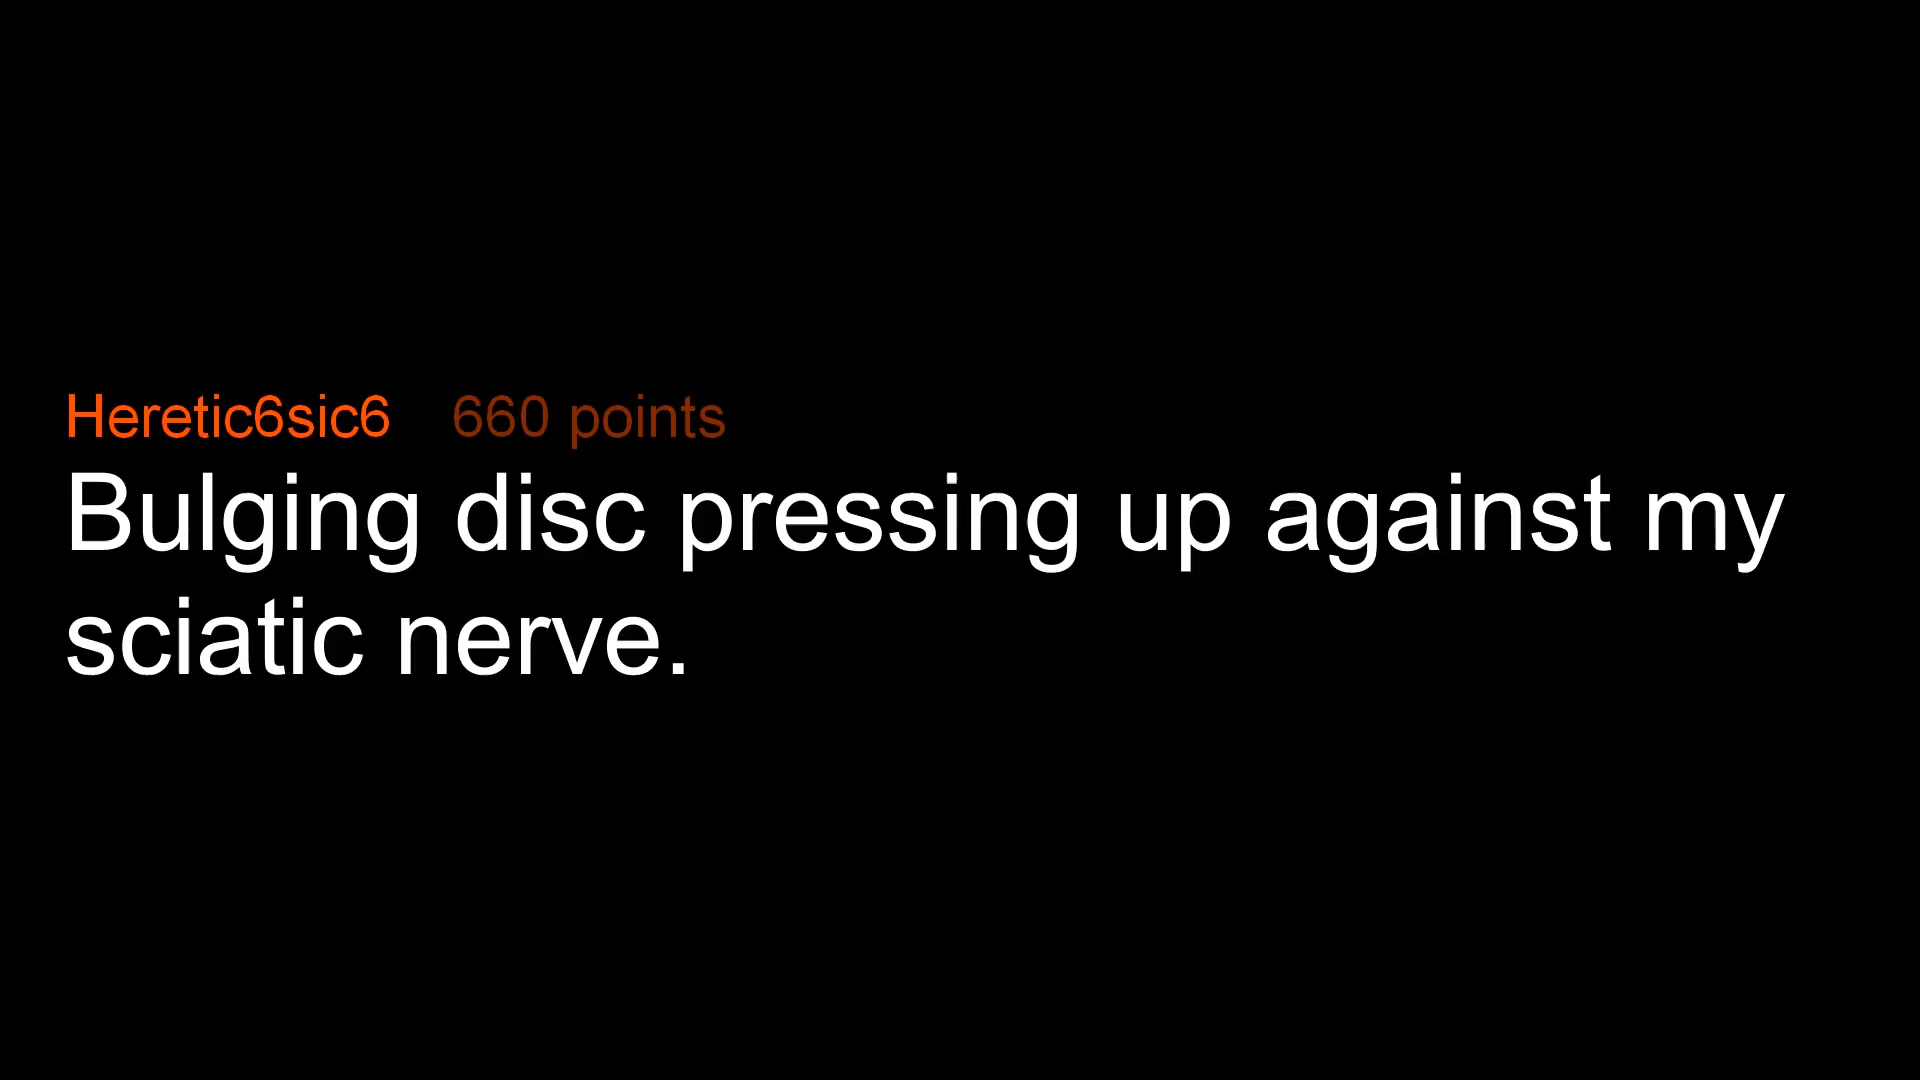 Heretic6sic6 660 points
Bulging disc pressing up against my
sciatic nerve.